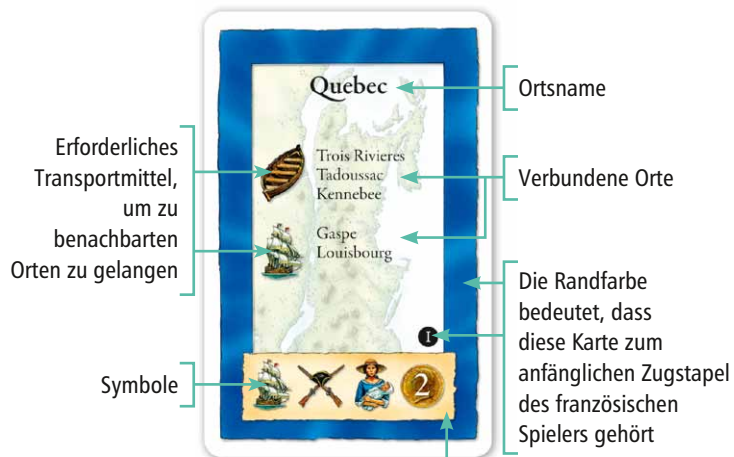 Quebec
Ortsname
Erforderliches
Transportmittel,
um zu
benachbarten
Orten zu gelangen
Trois Rivieres
Tadoussac
Kennebee
Verbundene Orte
Gaspe
Louisbourg
Die Randfarbe
bedeutet, dass
diese Karte zum
anfänglichen Zugstapel
des französischen
Spielers gehört
I
Symbole
2